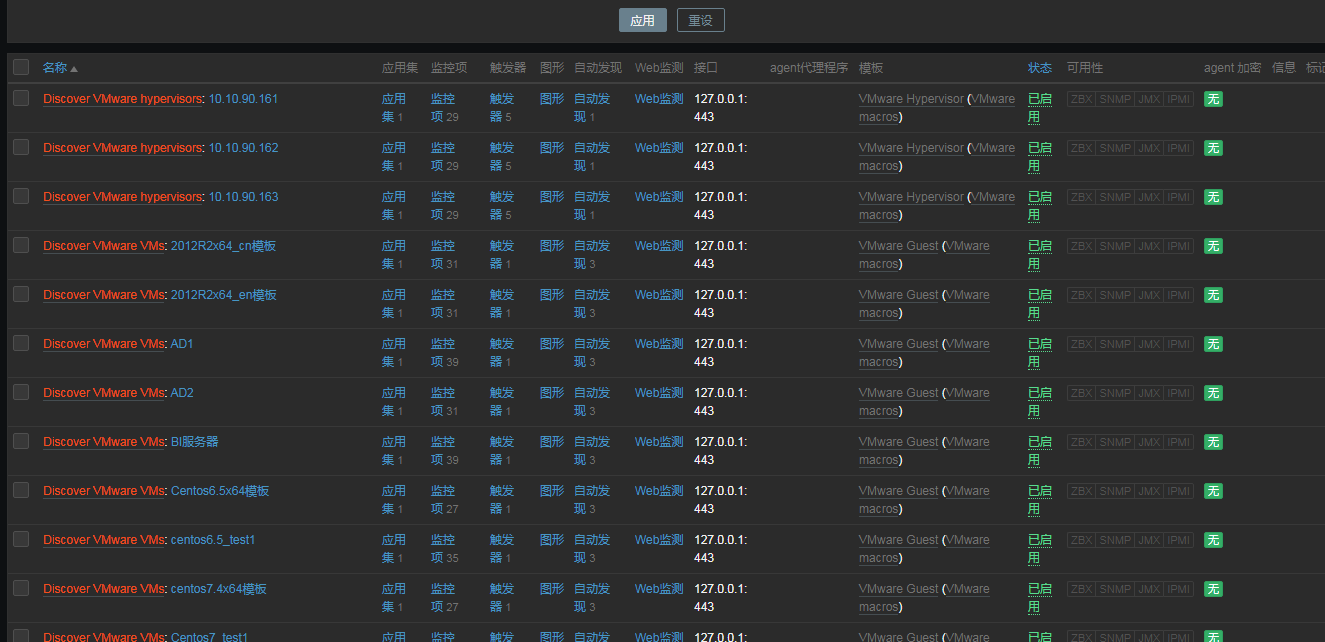 应用 重设
名称 应用集 监控项 触发器 图形 自动发现 Web监测 接口 agent代理程序 模板 状态 可用性 agent 加密 信息 标记
Discover VMware hypervisors: 10.10.90.161 应用 监控 触发 图形 自动发 Web监测 127.0.0.1: VMware Hypervisor (VMware 已启 ZBX SNMP JMX IPMI 无
集 1 项 29 器 5 现 1 443 macros) 用
Discover VMware hypervisors: 10.10.90.162 应用 监控 触发 图形 自动发 Web监测 127.0.0.1: VMware Hypervisor (VMware 已启 ZBX SNMP JMX IPMI 无
集 1 项 29 器 5 现 1 443 macros) 用
Discover VMware hypervisors: 10.10.90.163 应用 监控 触发 图形 自动发 Web监测 127.0.0.1: VMware Hypervisor (VMware 已启 ZBX SNMP JMX IPMI 无
集 1 项 29 器 5 现 1 443 macros) 用
Discover VMware VMs: 2012R2x64_cn模板 应用 监控 触发 图形 自动发 Web监测 127.0.0.1: VMware Guest (VMware 已启 ZBX SNMP JMX IPMI 无
集 1 项 31 器 1 现 3 443 macros) 用
Discover VMware VMs: 2012R2x64_en模板 应用 监控 触发 图形 自动发 Web监测 127.0.0.1: VMware Guest (VMware 已启 ZBX SNMP JMX IPMI 无
集 1 项 31 器 1 现 3 443 macros) 用
Discover VMware VMs: AD1 应用 监控 触发 图形 自动发 Web监测 127.0.0.1: VMware Guest (VMware 已启 ZBX SNMP JMX IPMI 无
集 1 项 39 器 1 现 3 443 macros) 用
Discover VMware VMs: AD2 应用 监控 触发 图形 自动发 Web监测 127.0.0.1: VMware Guest (VMware 已启 ZBX SNMP JMX IPMI 无
集 1 项 31 器 1 现 3 443 macros) 用
Discover VMware VMs: BI服务器 应用 监控 触发 图形 自动发 Web监测 127.0.0.1: VMware Guest (VMware 已启 ZBX SNMP JMX IPMI 无
集 1 项 39 器 1 现 3 443 macros) 用
Discover VMware VMs: Centos6.5x64模板 应用 监控 触发 图形 自动发 Web监测 127.0.0.1: VMware Guest (VMware 已启 ZBX SNMP JMX IPMI 无
集 1 项 27 器 1 现 3 443 macros) 用
Discover VMware VMs: centos6.5_test1 应用 监控 触发 图形 自动发 Web监测 127.0.0.1: VMware Guest (VMware 已启 ZBX SNMP JMX IPMI 无
集 1 项 35 器 1 现 3 443 macros) 用
Discover VMware VMs: centos7.4x64模板 应用 监控 触发 图形 自动发 Web监测 127.0.0.1: VMware Guest (VMware 已启 ZBX SNMP JMX IPMI 无
集 1 项 27 器 1 现 3 443 macros) 用
Discover VMware VMs: Centos7_test1 应用 监控 触发 图形 自动发 Web监测 127.0.0.1: VMware Guest (VMware 已启 ZBX SNMP JMX IPMI 无